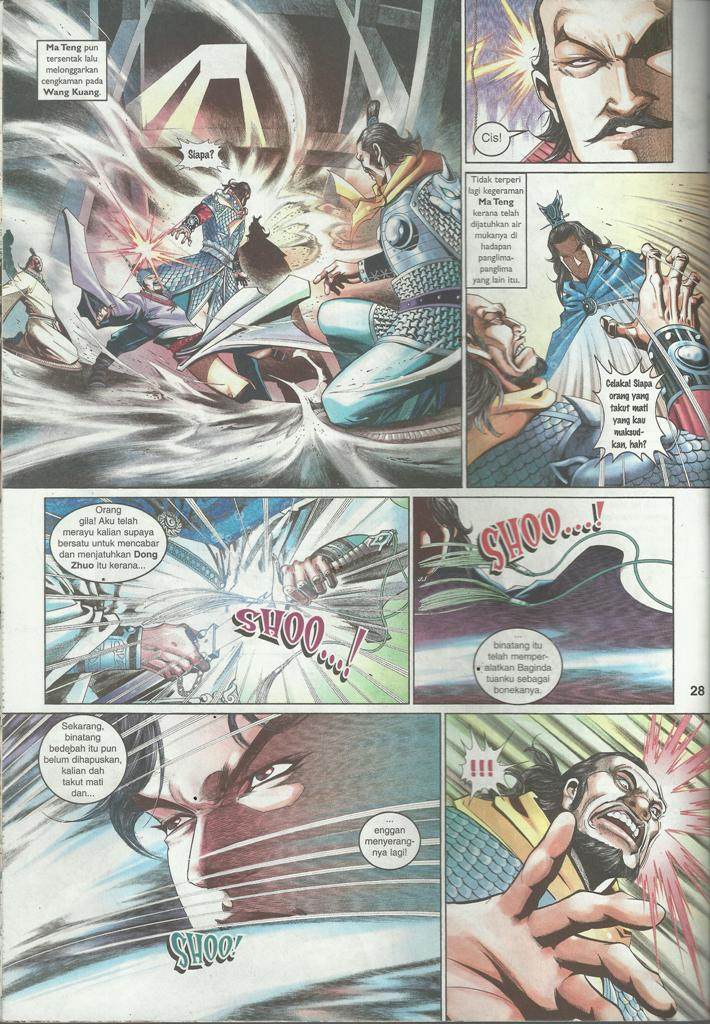 Ma Teng pun
tersentak lalu
melonggarkan
cengkaman pada
Wang Kuang.
Siapa?
Cis!
Tidak terperi
lagi kegeraman
Ma Teng
kerana telah
dijatuhkan air
mukanya di
hadapan
panglima-
panglima
yang lain itu.
Celaka! Siapa
orang yang
takut mati
yang kau
maksud-
kan, hah?
Orang
gila! Aku telah
merayu kalian supaya
bersatu untuk mencabar
dan menjatuhkan Dong
Zhuo itu kerana...
SHOO...!
SHOO....!
...
binatang itu
telah memper-
alatkan Baginda
tuanku sebagai
bonekanya.
28
Sekarang,
binatang
bedebah itu pun
belum dihapuskan,
kalian dah
takut mati
dan...
...
enggan
menyerang-
nya lagi!
SHOO!
!!!